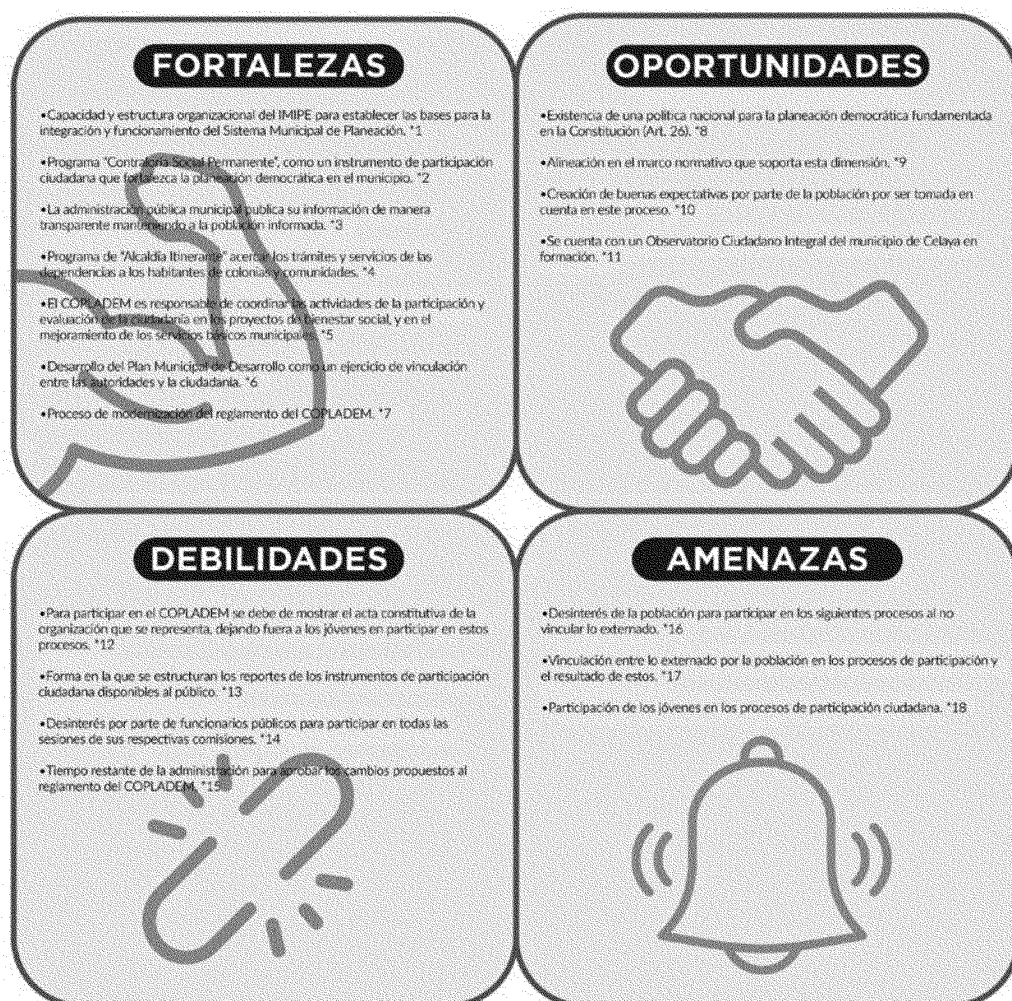 FORTALEZAS
•Capacidad y estructura organizacional del IMIPE para establecer las bases para la
integración y funcionamiento del Sistema Municipal de Planeación. *1
•Programa "Contraloría Social Permanente", como un instrumento de participación
ciudadana que fortalezca la planeación democrática en el municipio. *2
•La administración pública municipal publica su información de manera
transparente manteniendo a la población informada. *3
•Programa de "Alcaldía Itinerante" acercar los trámites y servicios de las
dependencias a los habitantes de colonias y comunidades. *4
•El COPLADEM es responsable de coordinar las actividades de la participación y
evaluación de la ciudadanía en los proyectos de bienestar social, y en el
mejoramiento de los servicios básicos municipales. *5
•Desarrollo del Plan Municipal de Desarrollo como un ejercicio de vinculación
entre las autoridades y la ciudadanía. *6
•Proceso de modernización del reglamento del COPLADEM. *7
OPORTUNIDADES
•Existencia de una política nacional para la planeación democrática fundamentada
en la Constitución (Art. 26). *8
•Alineación en el marco normativo que soporta esta dimensión. *9
•Creación de buenas expectativas por parte de la población por ser tomada en
cuenta en este proceso. *10
•Se cuenta con un Observatorio Ciudadano Integral del municipio de Celaya en
formación. *11
DEBILIDADES
•Para participar en el COPLADEM se debe de mostrar el acta constitutiva de la
organización que se representa, dejando fuera a los jóvenes en participar en estos
procesos. *12
•Forma en la que se estructuran los reportes de los instrumentos de participación
ciudadana disponibles al público. *13
•Desinterés por parte de funcionarios públicos para participar en todas las
sesiones de sus respectivas comisiones. *14
•Tiempo restante de la administración para aprobar los cambios propuestos al
reglamento del COPLADEM. *15
AMENAZAS
•Desinterés de la población para participar en los siguientes procesos al no
vincular lo externado. *16
•Vinculación entre lo externado por la población en los procesos de participación y
el resultado de estos. *17
•Participación de los jóvenes en los procesos de participación ciudadana. *18